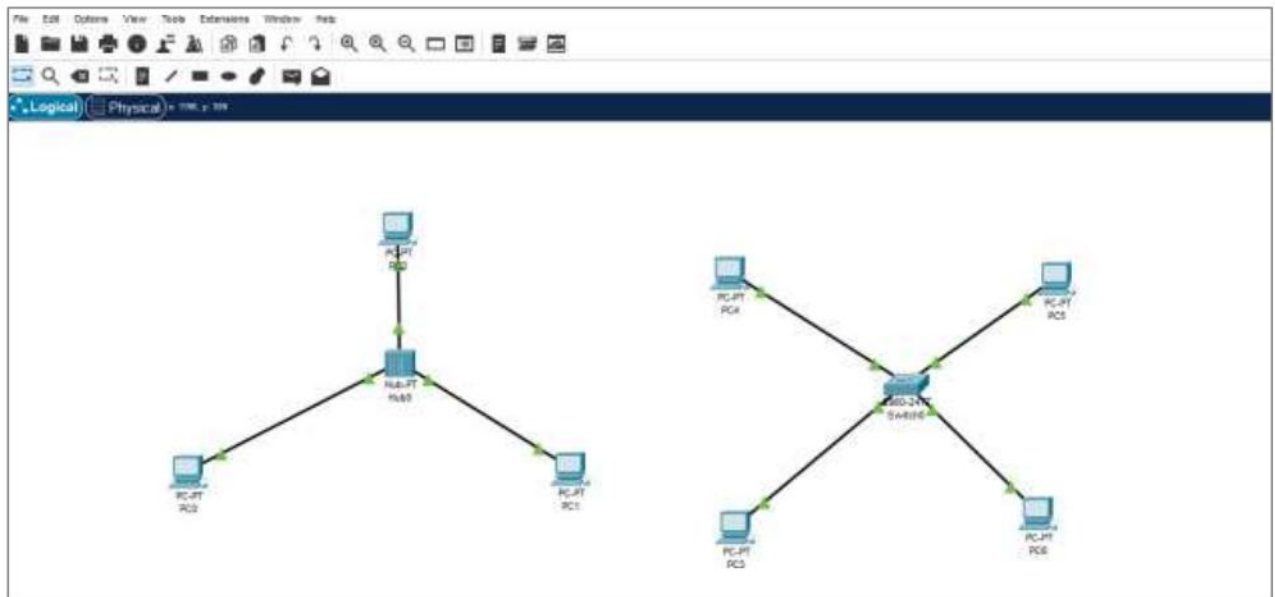 File Edit Options View Tools Extensions Window Help
Logical Physical
PC-PT
PC-PT
PC4
PC-PT
PC5
Hub-PT
Hub0
Switch0
PC-PT
PC0
PC-PT
PC1
PC-PT
PC3
PC-PT
PC6